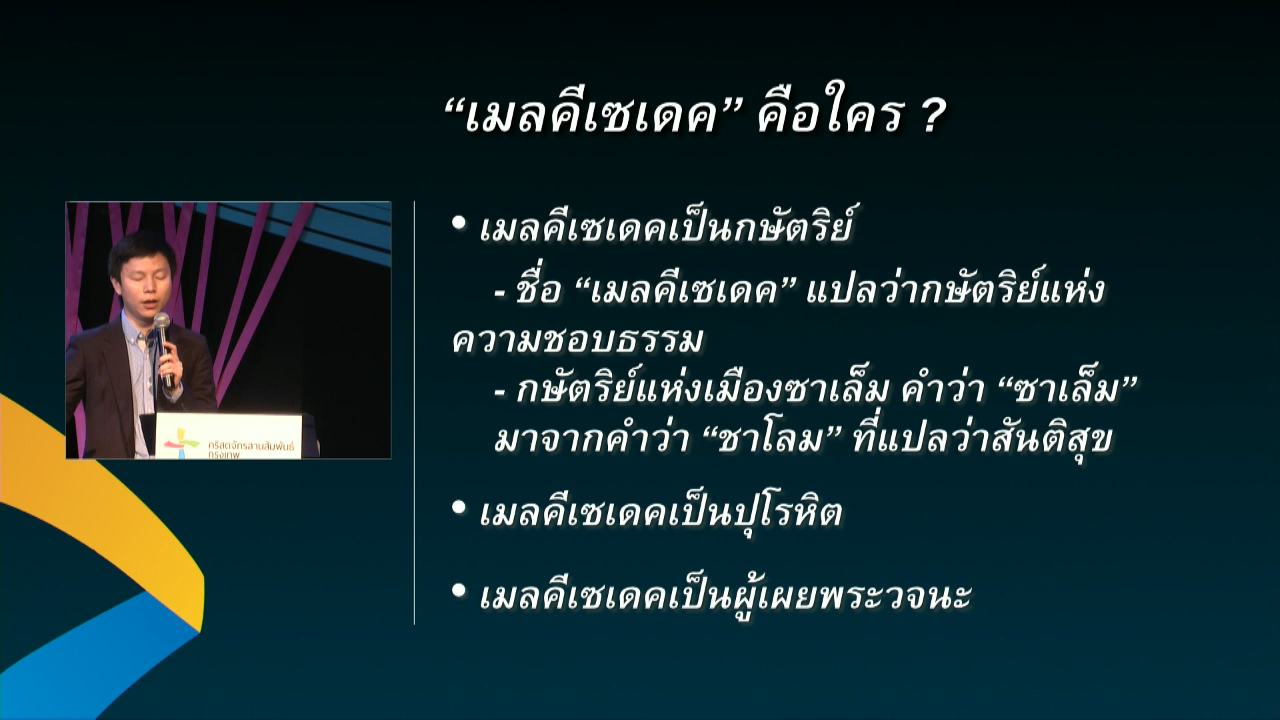 “เมลคีเซเดค” คือใคร ?
• เมลคีเซเดคเป็นกษัตริย์
- ชื่อ “เมลคีเซเดค” แปลว่ากษัตริย์แห่ง
ความชอบธรรม
- กษัตริย์แห่งเมืองซาเล็ม คำว่า “ซาเล็ม”
มาจากคำว่า “ชาโลม” ที่แปลว่าสันติสุข
• เมลคีเซเดคเป็นปุโรหิต
• เมลคีเซเดคเป็นผู้เผยพระวจนะ
คริสตจักรสามสัมพันธ์
กรุงเทพ